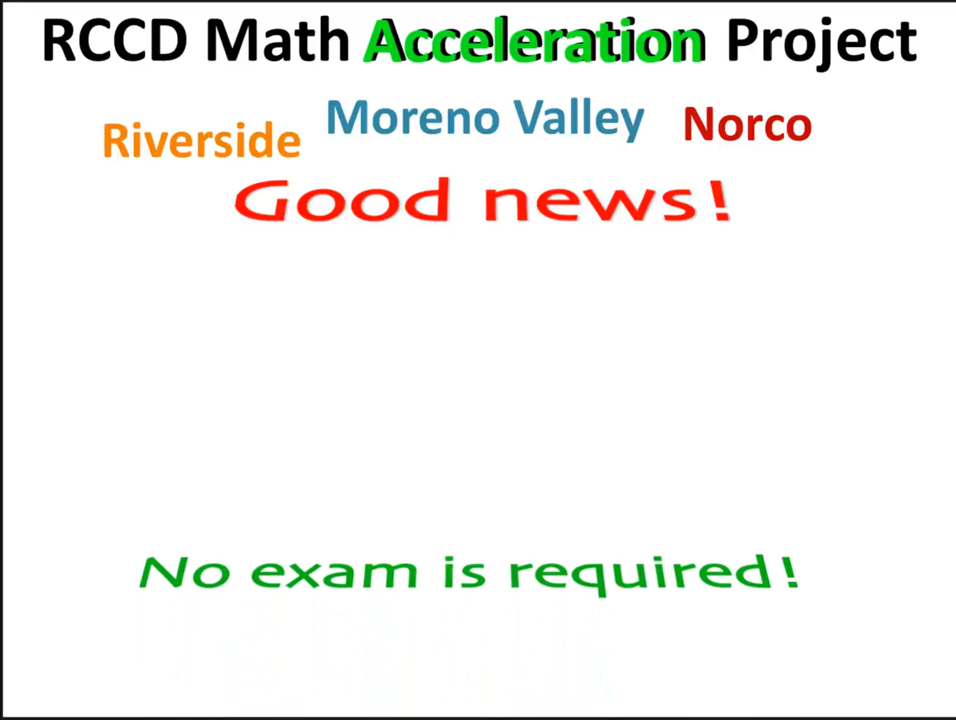 RCCD Math Acceleration Project
Riverside Moreno Valley Norco
Good news!
No exam is required!